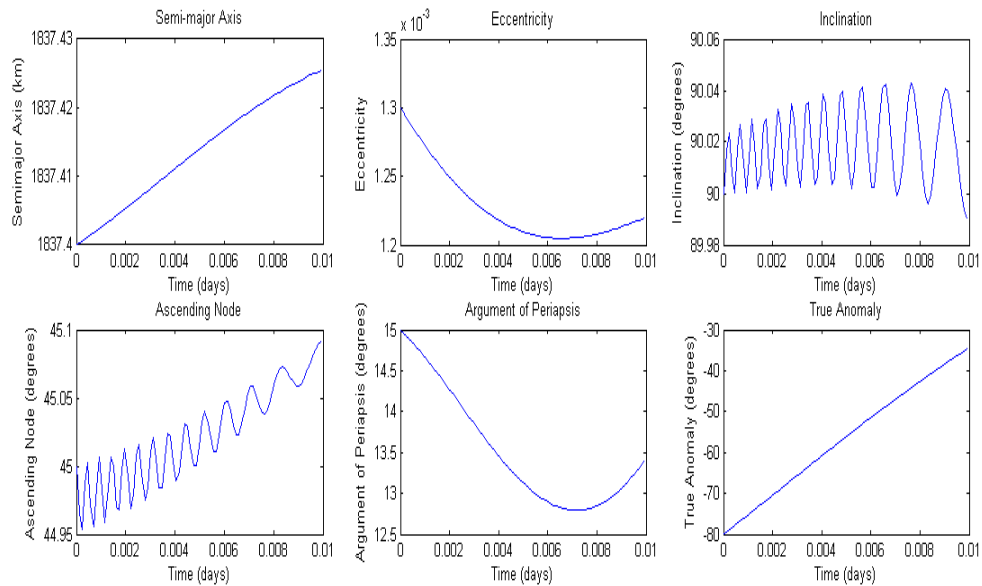 Semi-major Axis
1837.43
1837.42
1837.41
1837.4
Semimajor Axis (km)
0 0.002 0.004 0.006 0.008 0.01
Time (days)
Eccentricity
x 10^-3
1.35
1.3
1.25
1.2
Eccentricity
0 0.002 0.004 0.006 0.008 0.01
Time (days)
Inclination
90.06
90.04
90.02
90
89.98
Inclination (degrees)
0 0.002 0.004 0.006 0.008 0.01
Time (days)
Ascending Node
45.1
45.05
45
44.95
Ascending Node (degrees)
0 0.002 0.004 0.006 0.008 0.01
Time (days)
Argument of Periapsis
15
14.5
14
13.5
13
12.5
Argument of Periapsis (degrees)
0 0.002 0.004 0.006 0.008 0.01
Time (days)
True Anomaly
-30
-40
-50
-60
-70
-80
True Anomaly (degrees)
0 0.002 0.004 0.006 0.008 0.01
Time (days)